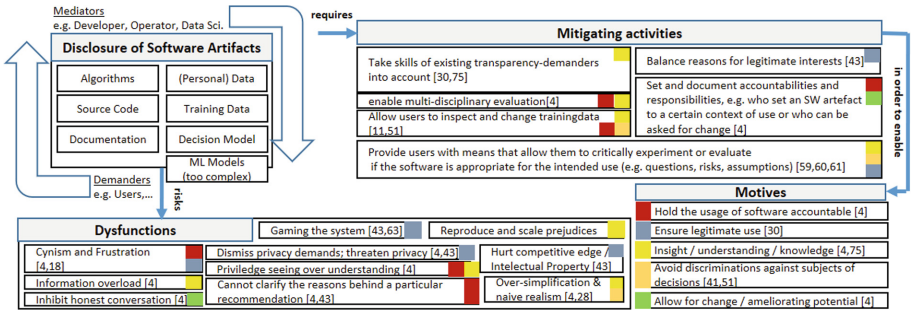 Mediators
e.g. Developer, Operator, Data Sci.
requires
Disclosure of Software Artifacts
Algorithms
(Personal) Data
Source Code
Training Data
Documentation
Decision Model
ML Models
(too complex)
Demanders
e.g. Users,...
risks
Mitigating activities
Take skills of existing transparency-demanders
into account [30,75]
enable multi-disciplinary evaluation[4]
Allow users to inspect and change trainingdata
[11,51]
Balance reasons for legitimate interests [43]
Set and document accountabilities and
responsibilities, e.g. who set an SW artefact
to a certain context of use or who can be
asked for change [4]
Provide users with means that allow them to critically experiment or evaluate
if the software is appropriate for the intended use (e.g. questions, risks, assumptions) [59,60,61]
in order to enable
Motives
Hold the usage of software accountable [4]
Ensure legitimate use [30]
Insight / understanding / knowledge [4,75]
Avoid discriminations against subjects of
decisions [41,51]
Allow for change / ameliorating potential [4]
Dysfunctions
Gaming the system [43,63]
Reproduce and scale prejudices
Cynism and Frustration
[4,18]
Information overload [4]
Inhibit honest conversation [4]
Dismiss privacy demands; threaten privacy [4,43]
Priviledge seeing over understanding [4]
Cannot clarify the reasons behind a particular
recommendation [4,43]
Hurt competitive edge /
Intelectual Property [43]
Over-simplification &
naive realism [4,28]